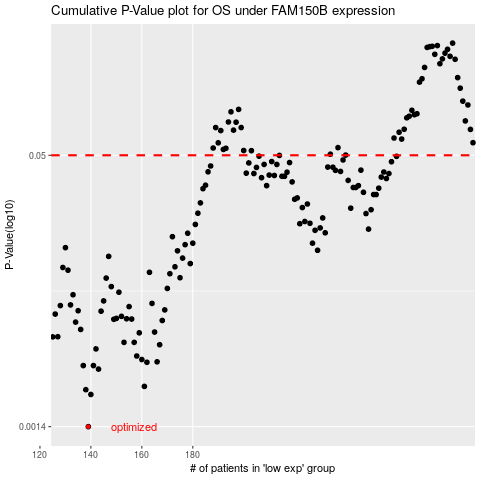 Cumulative P-Value plot for OS under FAM150B expression
P-Value(log10)
0.05
0.0014
optimized
120 140 160 180
# of patients in 'low exp' group